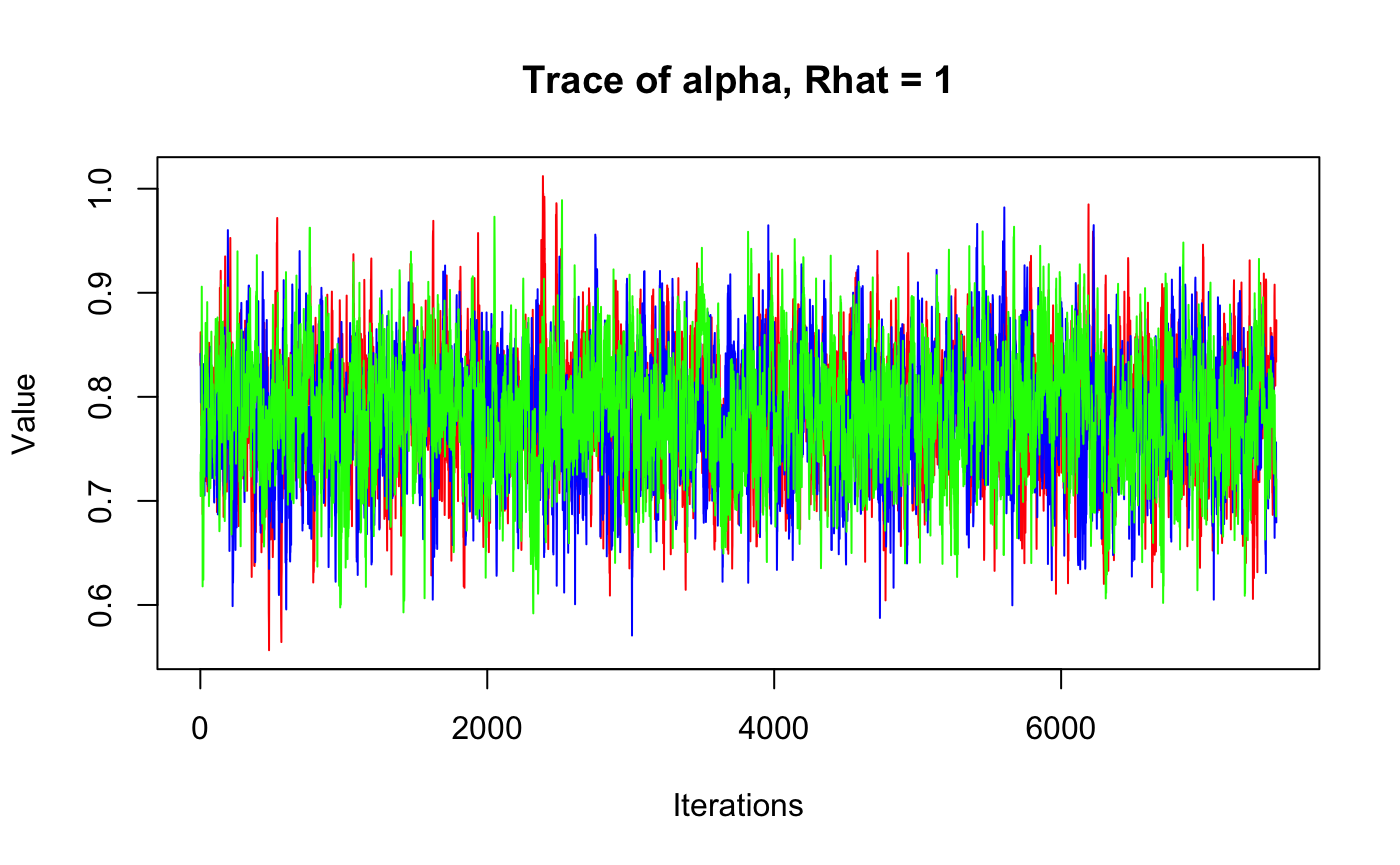 Trace of alpha, Rhat = 1
1.0
0.9
0.8
0.7
0.6
Value
0 2000 4000 6000
Iterations